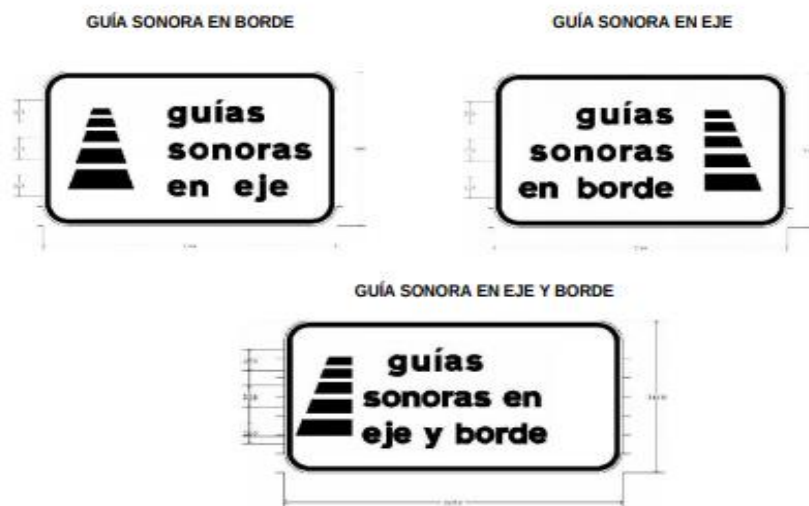 GUÍA SONORA EN BORDE
GUÍA SONORA EN EJE
guías
sonoras
en eje
guías
sonoras
en borde
GUÍA SONORA EN EJE Y BORDE
guías
sonoras en
eje y borde